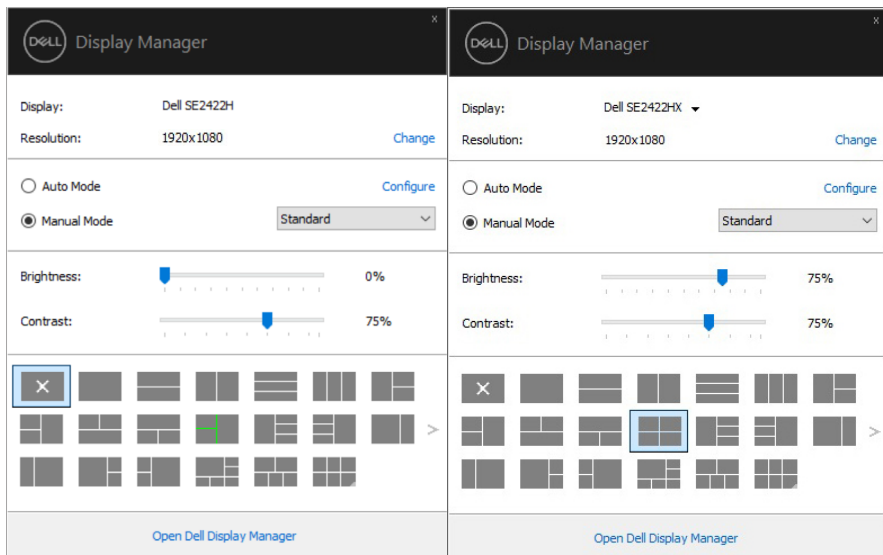 x
DELL Display Manager
Display: Dell SE2422H
Resolution: 1920x1080 Change
Auto Mode Configure
Manual Mode Standard
Brightness: 0%
Contrast: 75%
Open Dell Display Manager
x
DELL Display Manager
Display: Dell SE2422HX
Resolution: 1920x1080 Change
Auto Mode Configure
Manual Mode Standard
Brightness: 75%
Contrast: 75%
Open Dell Display Manager